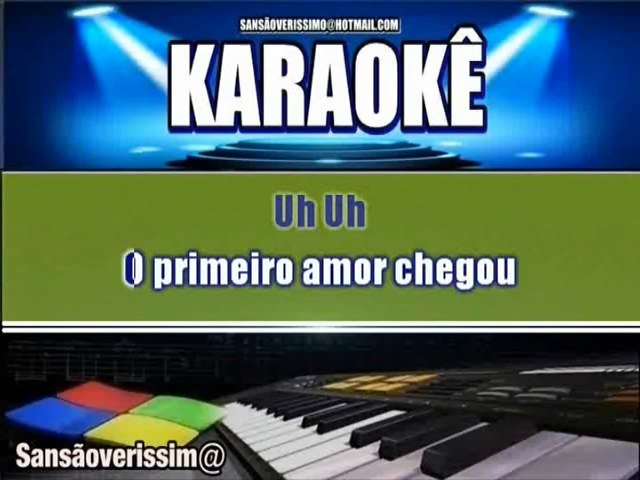 SANSÃOVERISSIMO@HOTMAIL.COM
KARAOKÊ
Uh Uh
O primeiro amor chegou
Sansãoverissim@